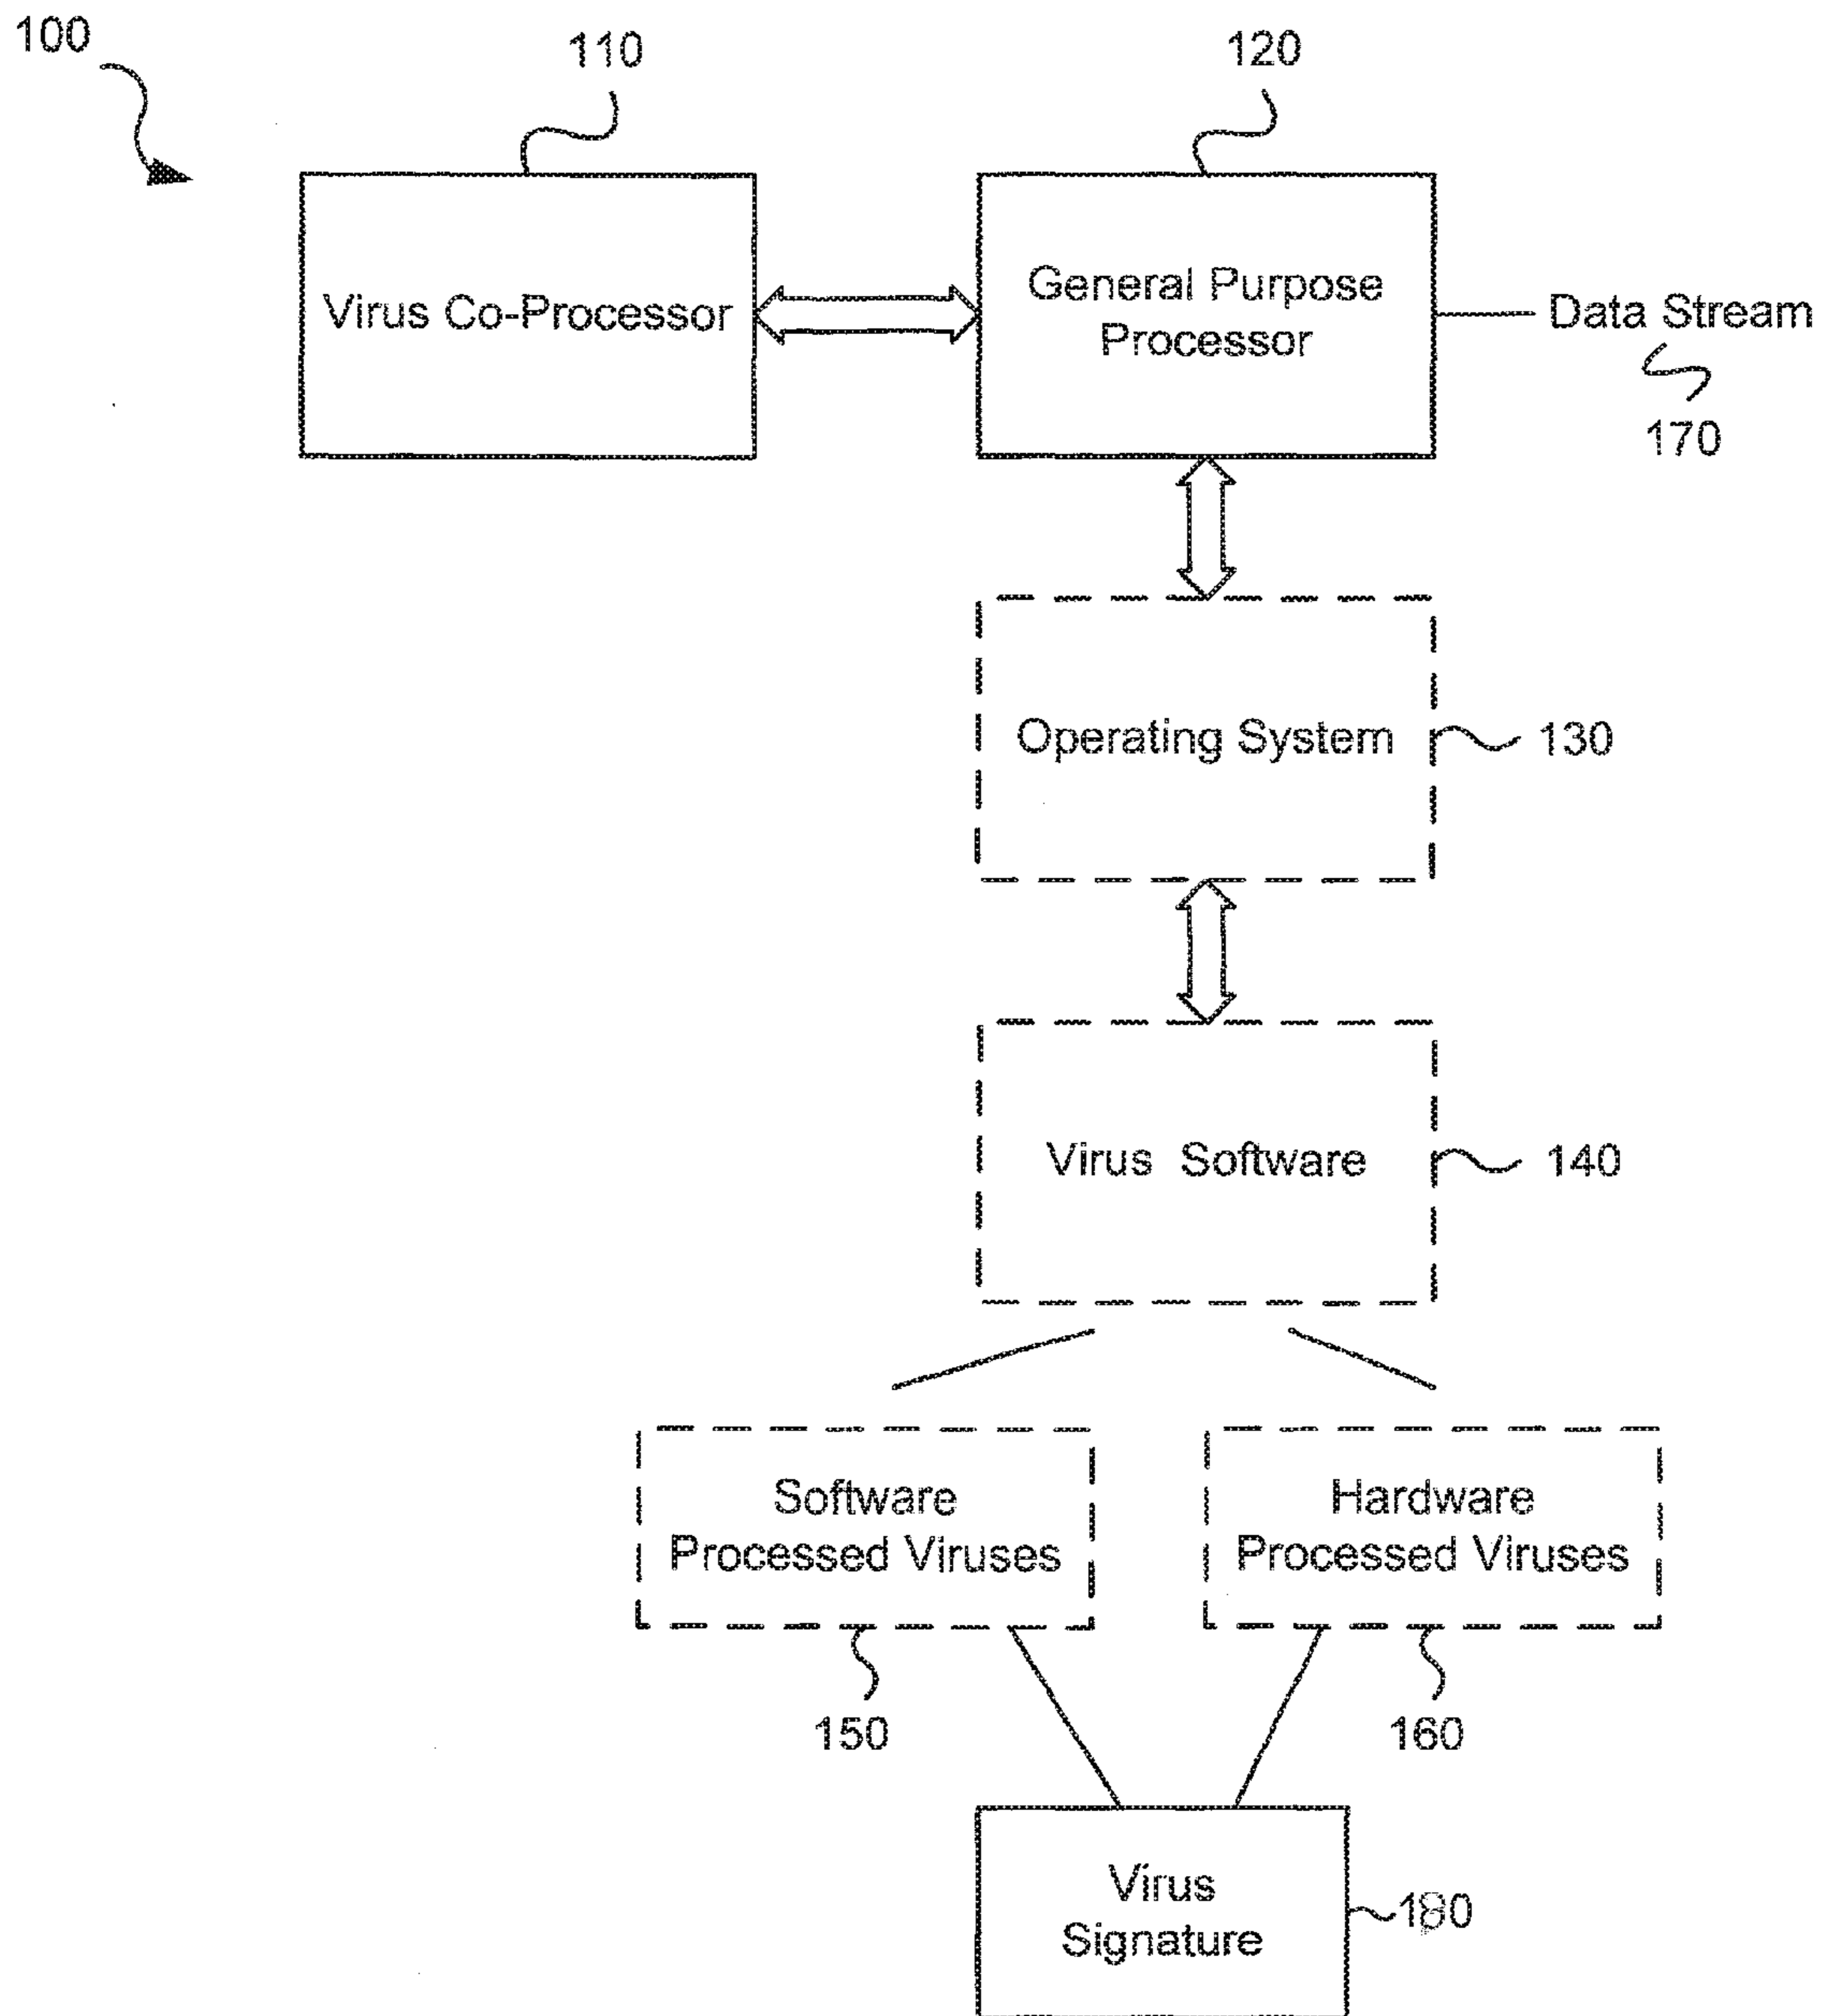 100
110
120
Virus Co-Processor
General Purpose
Processor
Data Stream
170
Operating System
130
Virus Software
140
Software
Processed Viruses
Hardware
Processed Viruses
150
160
Virus
Signature
180